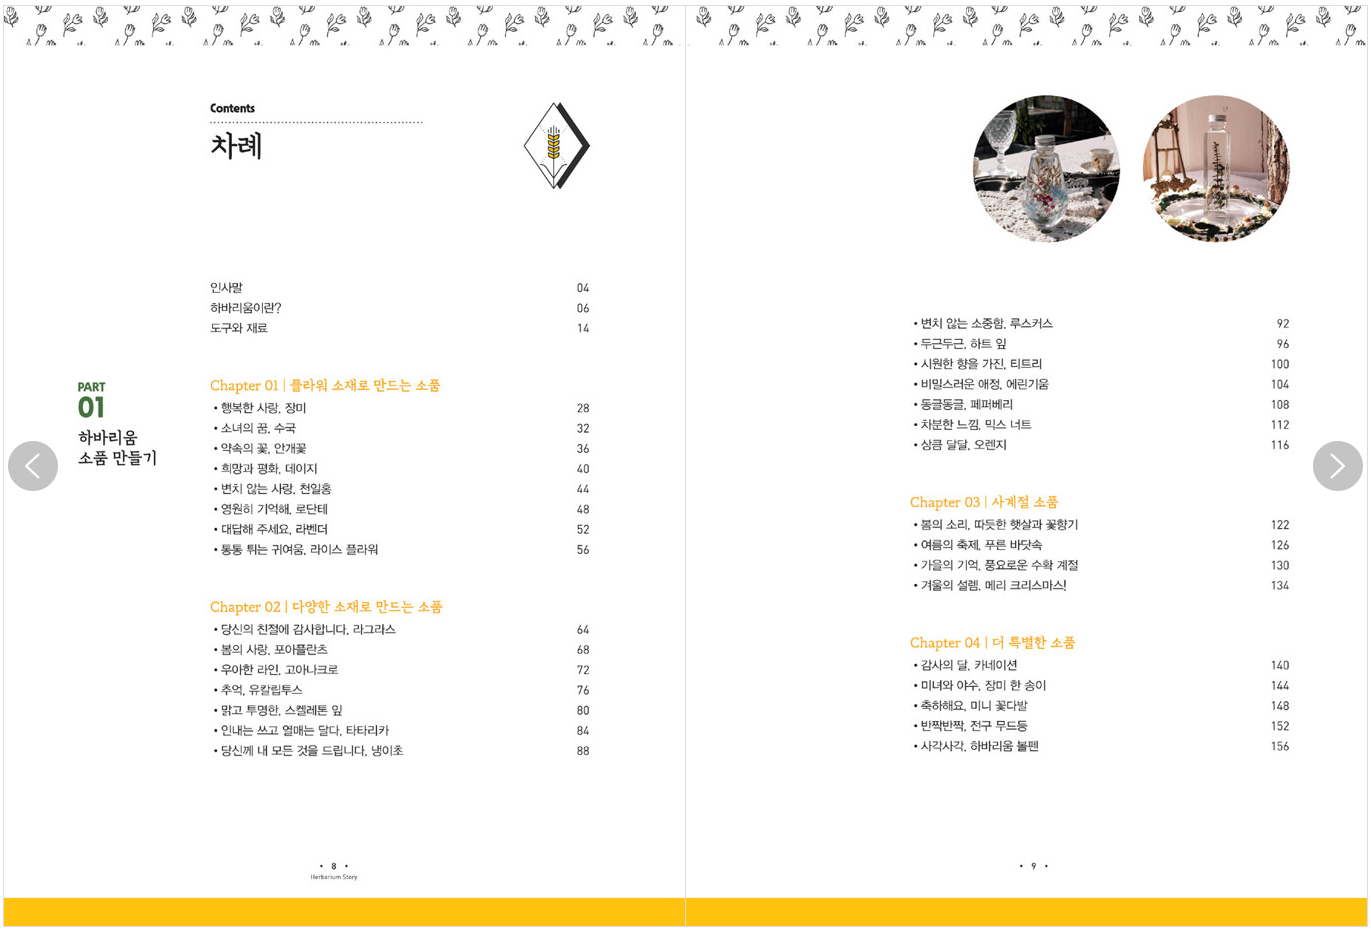 Contents
차례
인사말 04
하바리움이란? 06
도구와 재료 14
PART
01
하바리움
소품 만들기
Chapter 01 | 플라워 소재로 만드는 소품
• 행복한 사랑, 장미 28
• 소녀의 꿈, 수국 32
• 약속의 꽃, 안개꽃 36
• 희망과 평화, 데이지 40
• 변치 않는 사랑, 천일홍 44
• 영원히 기억해, 로단테 48
• 대답해 주세요, 라벤더 52
• 통통 튀는 귀여움, 라이스 플라워 56
Chapter 02 | 다양한 소재로 만드는 소품
• 당신의 친절에 감사합니다, 라그라스 64
• 봄의 사랑, 포아플란츠 68
• 우아한 라인, 고아나크로 72
• 추억, 유칼립투스 76
• 맑고 투명한, 스켈레톤 잎 80
• 인내는 쓰고 열매는 달다, 타타리카 84
• 당신께 내 모든 것을 드립니다, 냉이초 88
• 8 •
Herbarium Story
• 변치 않는 소중함, 루스커스 92
• 두근두근, 하트 잎 96
• 시원한 향을 가진, 티트리 100
• 비밀스러운 애정, 에린기움 104
• 동글동글, 페퍼베리 108
• 차분한 느낌, 믹스 너트 112
• 상큼 달달, 오렌지 116
Chapter 03 | 사계절 소품
• 봄의 소리, 따듯한 햇살과 꽃향기 122
• 여름의 축제, 푸른 바닷속 126
• 가을의 기억, 풍요로운 수확 계절 130
• 겨울의 설렘, 메리 크리스마스! 134
Chapter 04 | 더 특별한 소품
• 감사의 달, 카네이션 140
• 미녀와 야수, 장미 한 송이 144
• 축하해요, 미니 꽃다발 148
• 반짝반짝, 전구 무드등 152
• 사각사각, 하바리움 볼펜 156
• 9 •